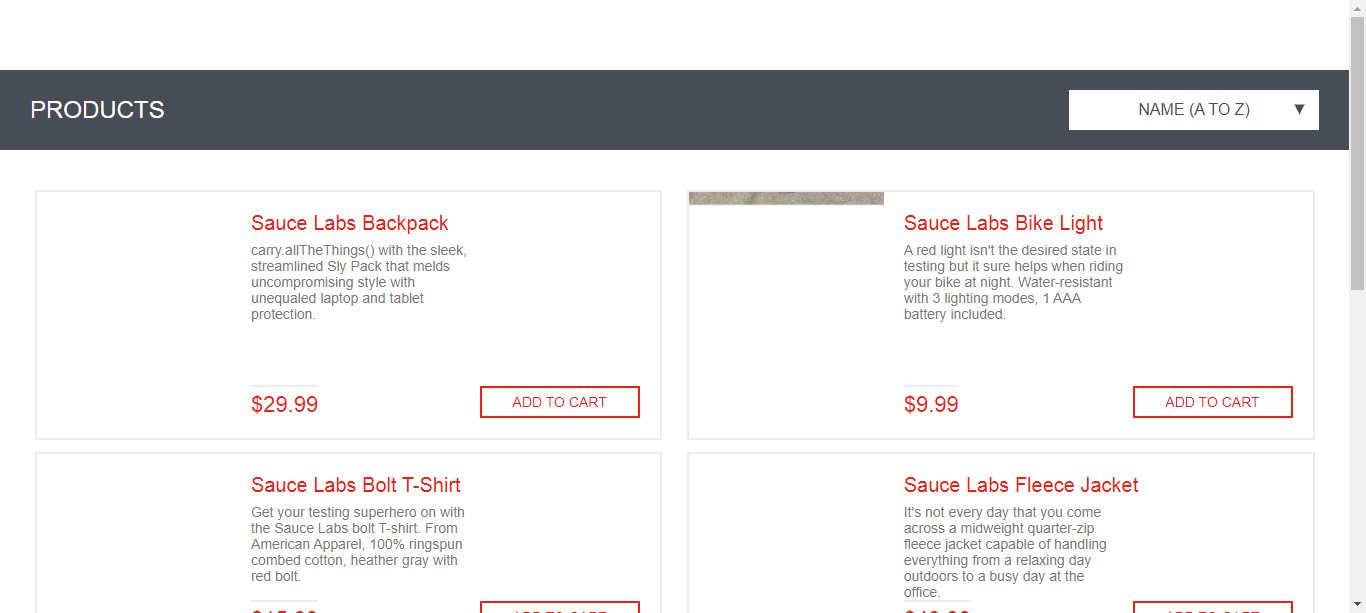 PRODUCTS
NAME (A TO Z)
Sauce Labs Backpack
carry.allTheThings() with the sleek,
streamlined Sly Pack that melds
uncompromising style with
unequaled laptop and tablet
protection.
$29.99
ADD TO CART
Sauce Labs Bike Light
A red light isn't the desired state in
testing but it sure helps when riding
your bike at night. Water-resistant
with 3 lighting modes, 1 AAA
battery included.
$9.99
ADD TO CART
Sauce Labs Bolt T-Shirt
Get your testing superhero on with
the Sauce Labs bolt T-shirt. From
American Apparel, 100% ringspun
combed cotton, heather gray with
red bolt.
Sauce Labs Fleece Jacket
It's not every day that you come
across a midweight quarter-zip
fleece jacket capable of handling
everything from a relaxing day
outdoors to a busy day at the
office.